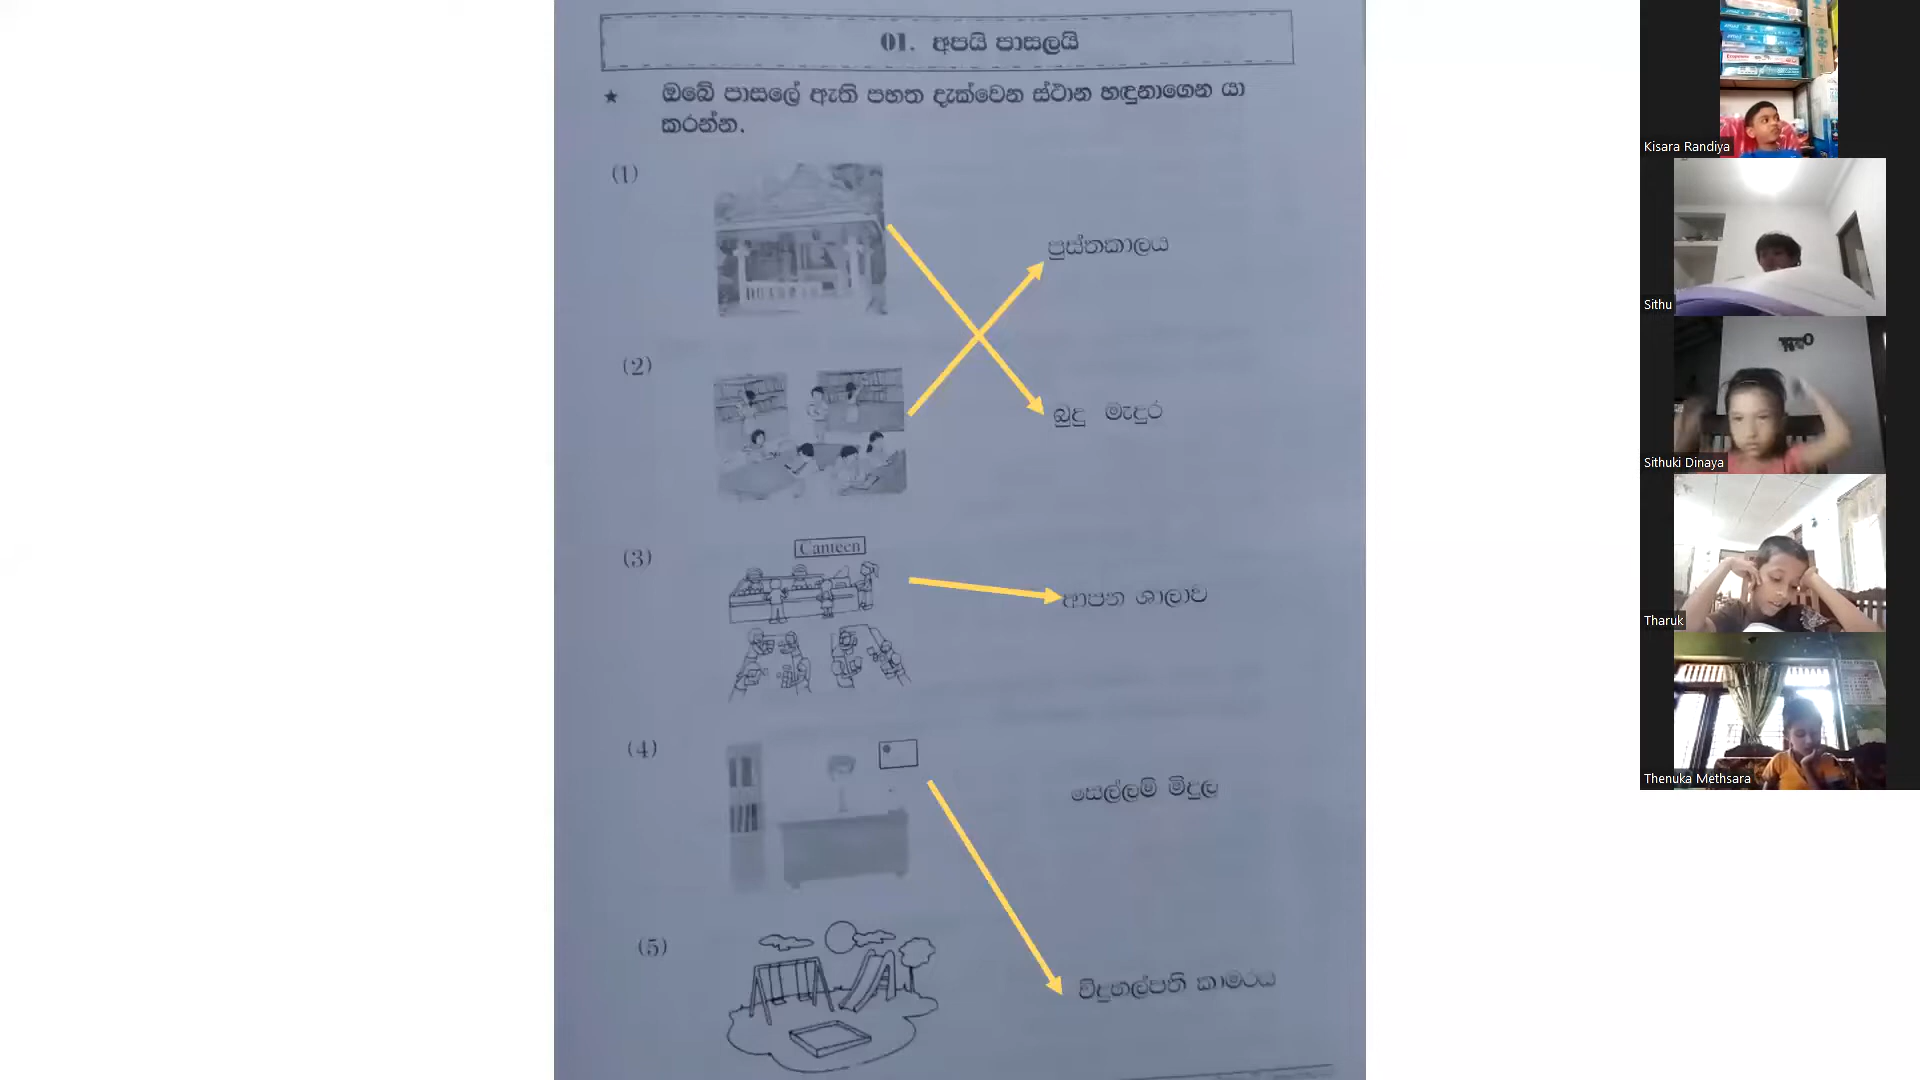 01. අපයි පාසලයි
★ ඔබේ පාසලේ ඇති පහත දැක්වෙන ස්ථාන හඳුනාගෙන යා
කරන්න.
(1)
පුස්තකාලය
(2)
බුදු මැදුර
(3)
Canteen
ආපන ශාලාව
(4)
සෙල්ලම් මිදුල
(5)
විදුහල්පති කාමරය
Kisara Randiya
Sithu
Sithuki Dinaya
Tharuk
Thenuka Methsara